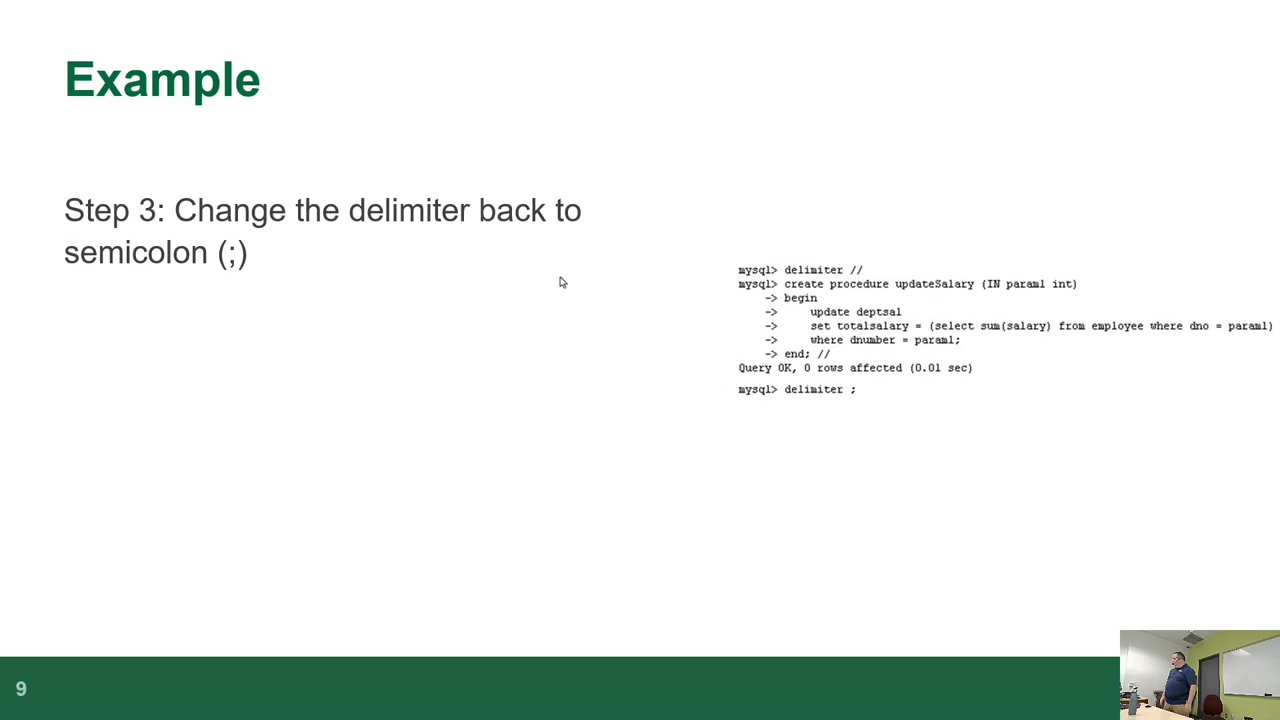 Example
Step 3: Change the delimiter back to
semicolon (;)
mysql> delimiter //
mysql> create procedure updateSalary (IN param1 int)
-> begin
-> update deptsal
-> set totalsalary = (select sum(salary) from employee where dno = param1)
-> where dnumber = param1;
-> end; //
Query OK, 0 rows affected (0.01 sec)
mysql> delimiter ;
9